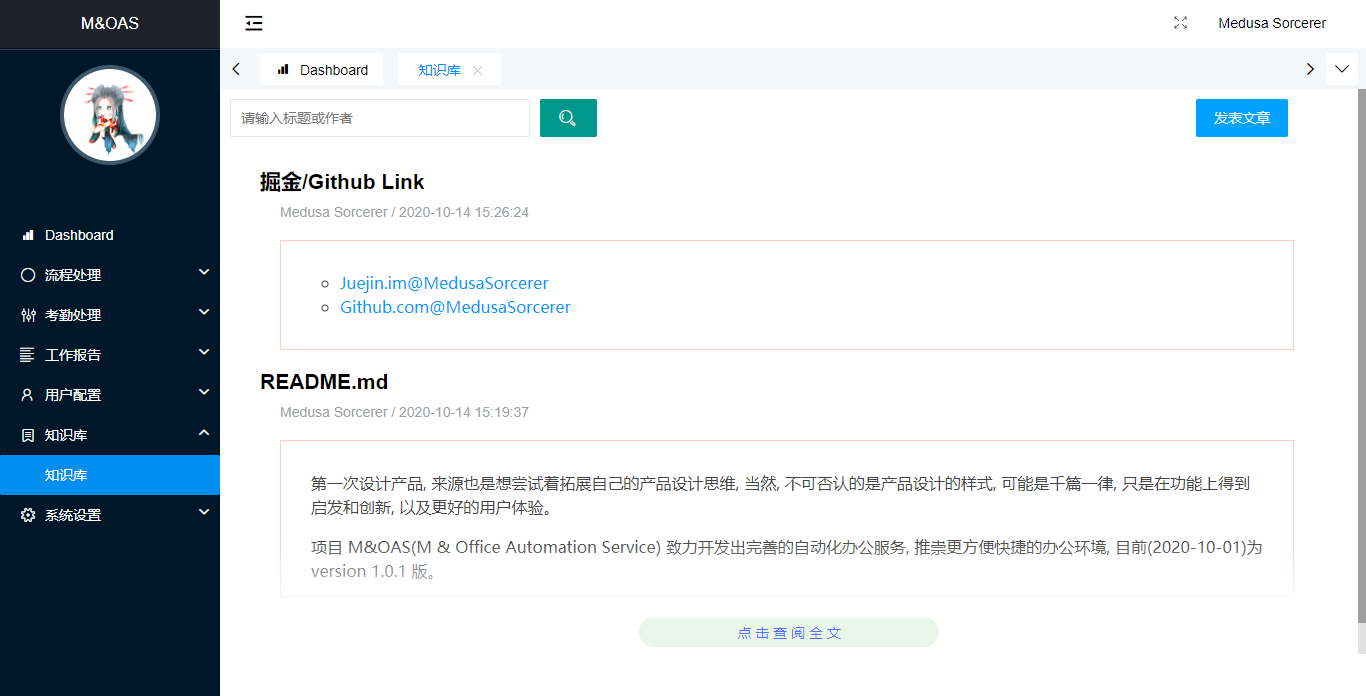 M&OAS
Medusa Sorcerer
Dashboard
知识库
请输入标题或作者
发表文章
Dashboard
流程处理
考勤处理
工作报告
用户配置
知识库
知识库
系统设置
掘金/Github Link
Medusa Sorcerer / 2020-10-14 15:26:24
Juejin.im@MedusaSorcerer
Github.com@MedusaSorcerer
README.md
Medusa Sorcerer / 2020-10-14 15:19:37
第一次设计产品, 来源也是想尝试着拓展自己的产品设计思维, 当然, 不可否认的是产品设计的样式, 可能是千篇一律, 只是在功能上得到
启发和创新, 以及更好的用户体验。
项目 M&OAS(M & Office Automation Service) 致力开发出完善的自动化办公服务, 推崇更方便快捷的办公环境, 目前(2020-10-01)为
version 1.0.1 版。
点击查阅全文